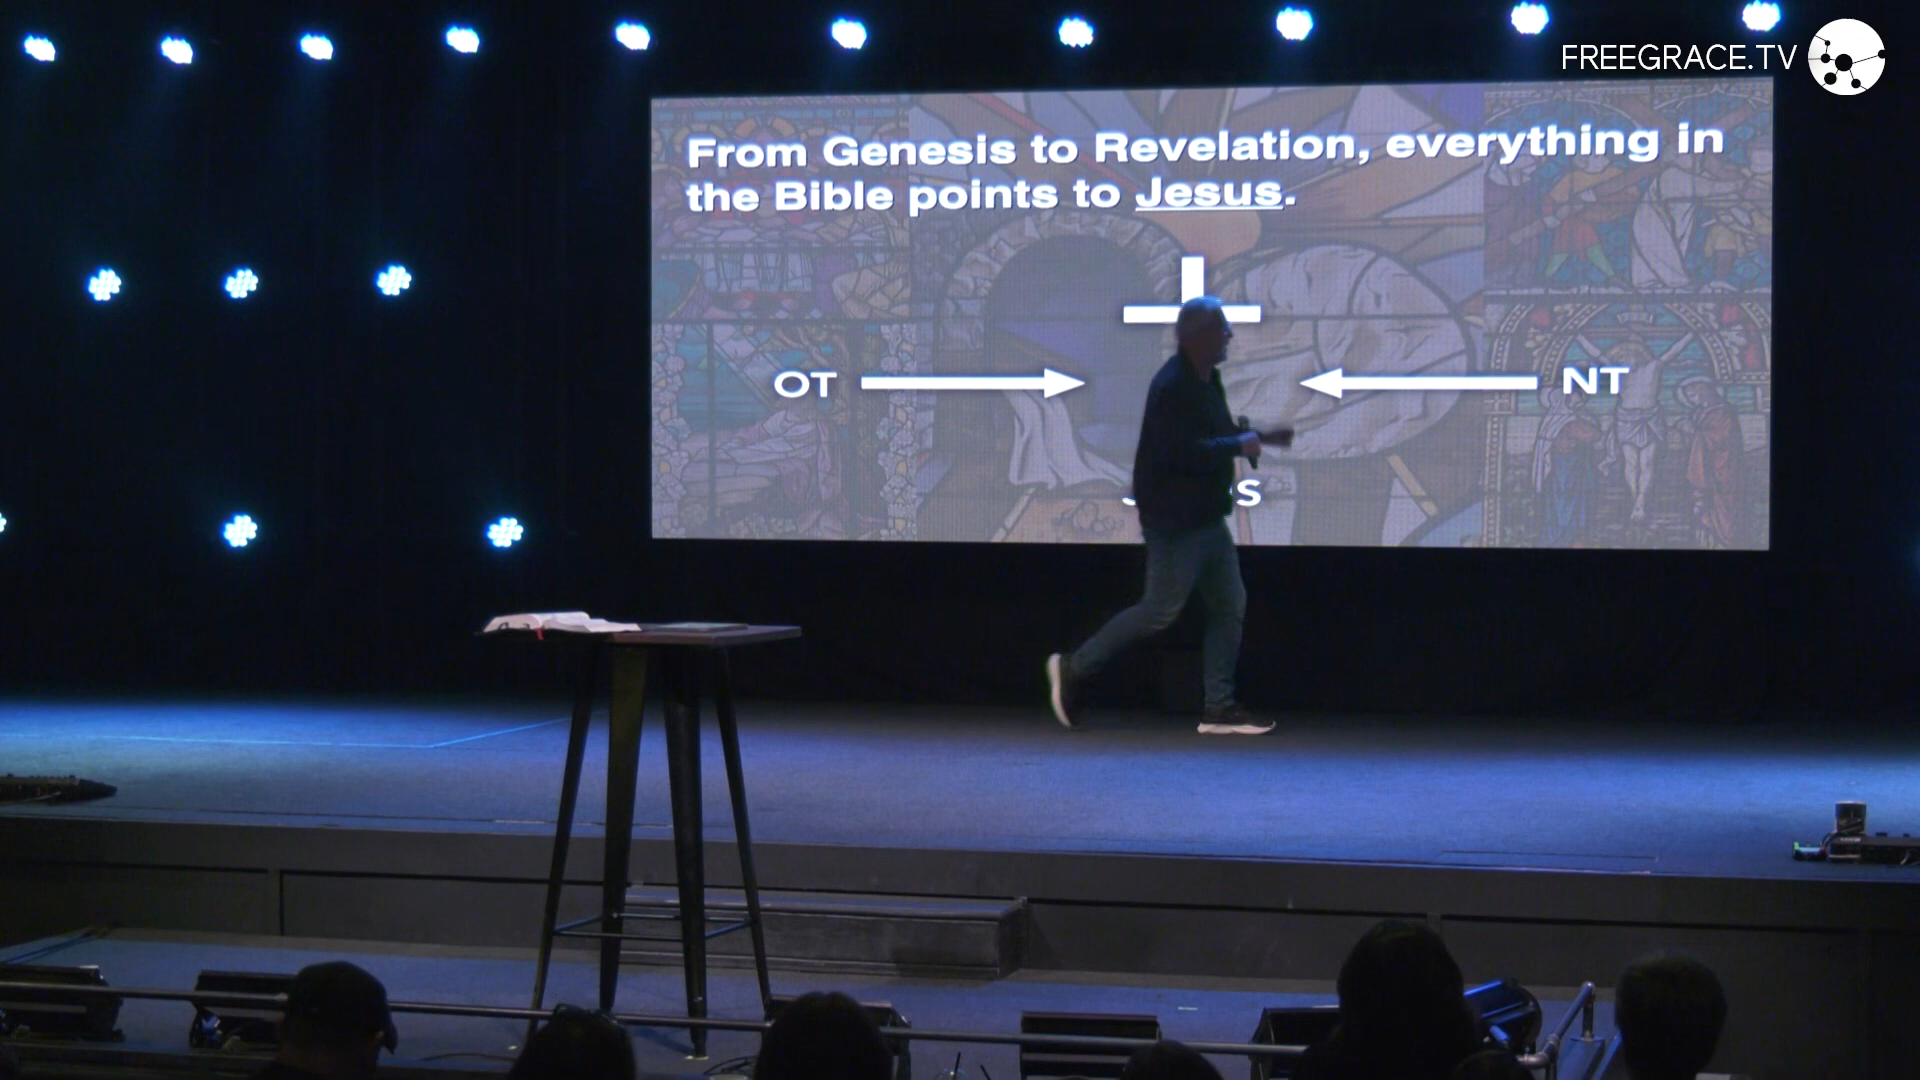 FREEGRACE.TV
From Genesis to Revelation, everything in
the Bible points to Jesus.
OT
NT